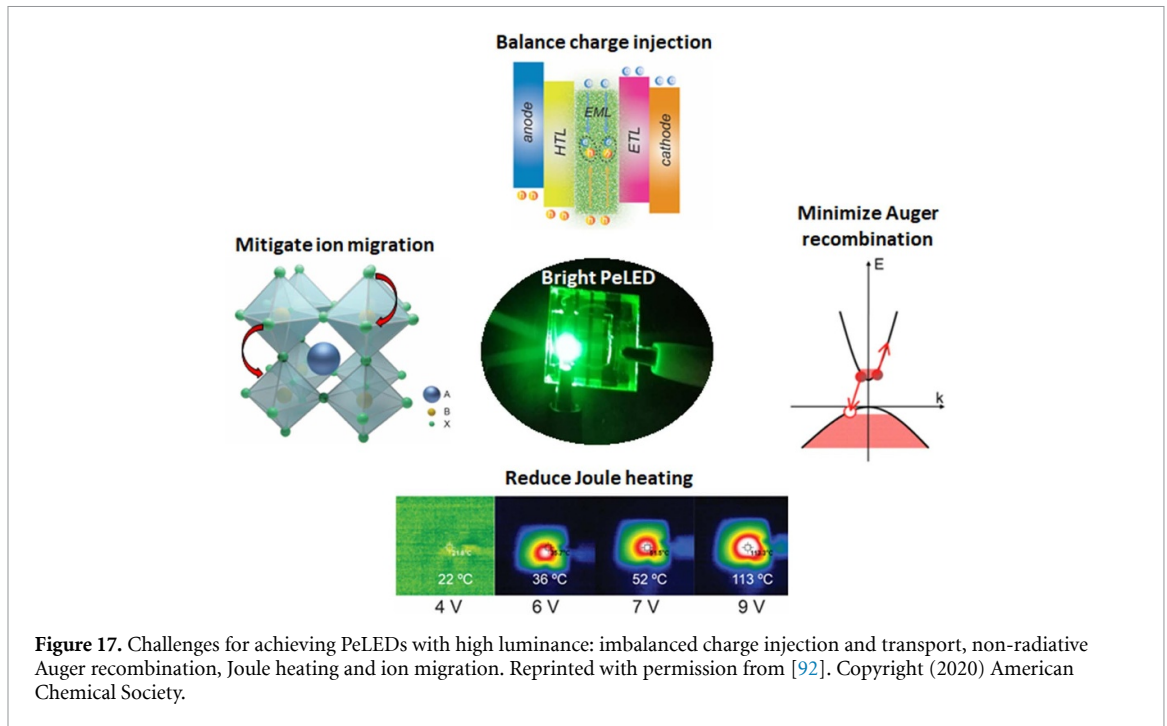 Balance charge injection
anode
HTL
EML
ETL
cathode
Mitigate ion migration
A
B
X
Bright PeLED
Minimize Auger
recombination
E
k
Reduce Joule heating
22 °C
36 °C
52 °C
113 °C
4 V
6 V
7 V
9 V
Figure 17. Challenges for achieving PeLEDs with high luminance: imbalanced charge injection and transport, non-radiative
Auger recombination, Joule heating and ion migration. Reprinted with permission from [92]. Copyright (2020) American
Chemical Society.